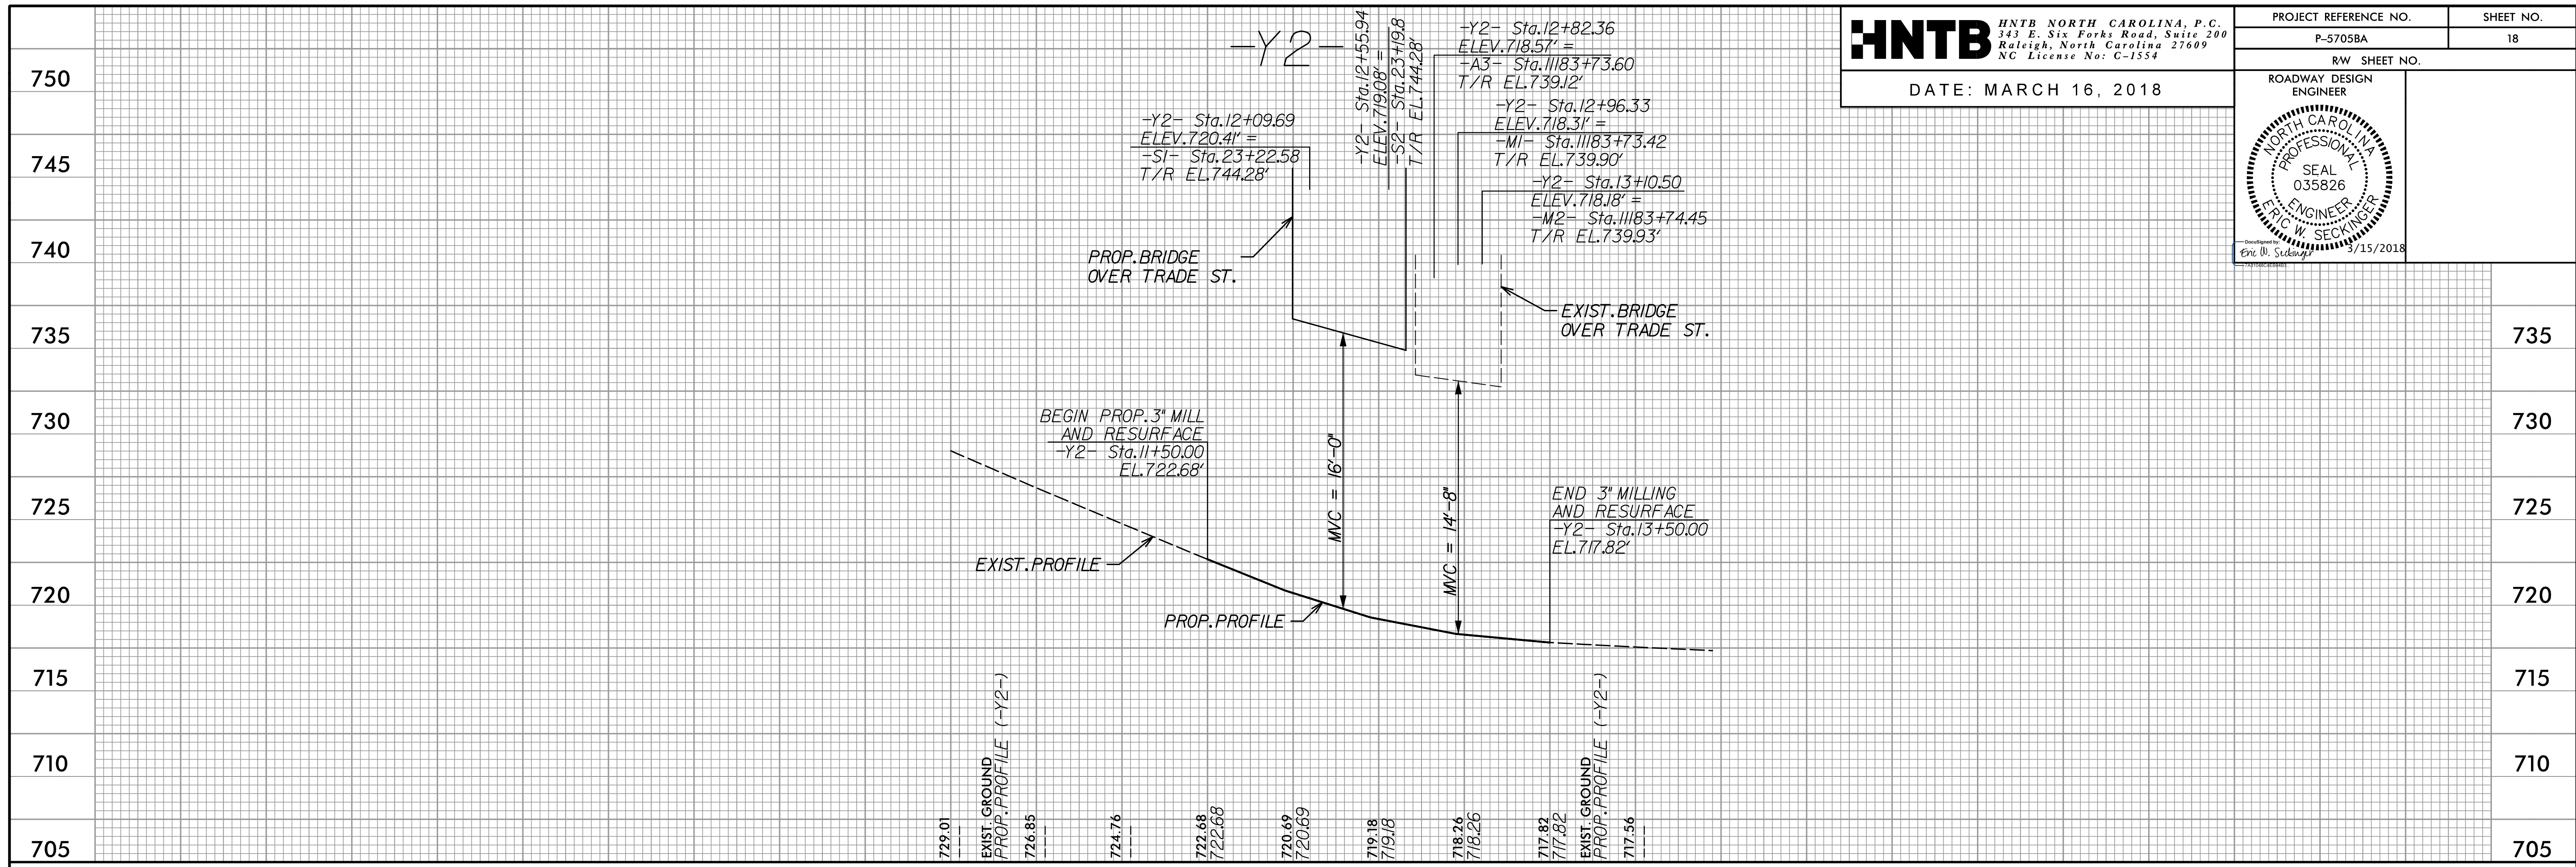 -Y2-
-Y2- Sta.12+55.94
ELEV.719.08' =
-S2- Sta.23+19.8
T/R EL.744.28'
-Y2- Sta.12+82.36
ELEV.718.57' =
-A3- Sta.11183+73.60
T/R EL.739.12'
-Y2- Sta.12+96.33
ELEV.718.31' =
-M1- Sta.11183+73.42
T/R EL.739.90'
-Y2- Sta.13+10.50
ELEV.718.18' =
-M2- Sta.11183+74.45
T/R EL.739.93'
-Y2- Sta.12+09.69
ELEV.720.41' =
-S1- Sta.23+22.58
T/R EL.744.28'
HNTB
HNTB NORTH CAROLINA, P.C.
343 E. Six Forks Road, Suite 200
Raleigh, North Carolina 27609
NC License No: C-1554
DATE: MARCH 16, 2018
PROJECT REFERENCE NO.
SHEET NO.
P-5705BA
18
R/W SHEET NO.
ROADWAY DESIGN
ENGINEER
NORTH CAROLINA
PROFESSIONAL
SEAL
035826
ENGINEER
ERIC W. SECKINGER
DocuSigned by:
Eric W. Seckinger
3/15/2018
PROP.BRIDGE
OVER TRADE ST.
EXIST.BRIDGE
OVER TRADE ST.
BEGIN PROP.3" MILL
AND RESURFACE
-Y2- Sta.11+50.00
EL.722.68'
MVC = 16'-0"
MVC = 14'-8"
END 3" MILLING
AND RESURFACE
-Y2- Sta.13+50.00
EL.717.82'
EXIST.PROFILE
PROP.PROFILE
750
745
740
735
730
725
720
715
710
705
735
730
725
720
715
710
705
729.01
----
EXIST. GROUND
PROP.PROFILE (-Y2-)
726.85
----
724.76
----
722.68
722.68
720.69
720.69
719.18
719.18
718.26
718.26
717.82
717.82
EXIST. GROUND
PROP.PROFILE (-Y2-)
717.56
----